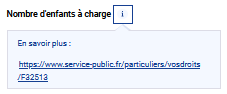 Nombre d'enfants à charge i
En savoir plus :
https://www.service-public.fr/particuliers/vosdroits
/F32513